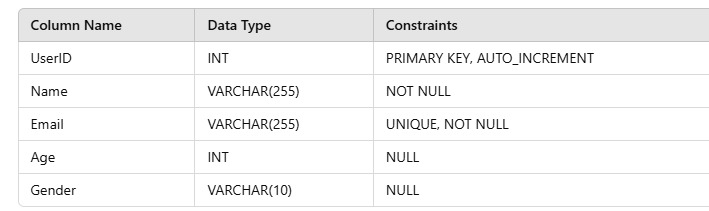 Column Name Data Type Constraints
UserID INT PRIMARY KEY, AUTO_INCREMENT
Name VARCHAR(255) NOT NULL
Email VARCHAR(255) UNIQUE, NOT NULL
Age INT NULL
Gender VARCHAR(10) NULL